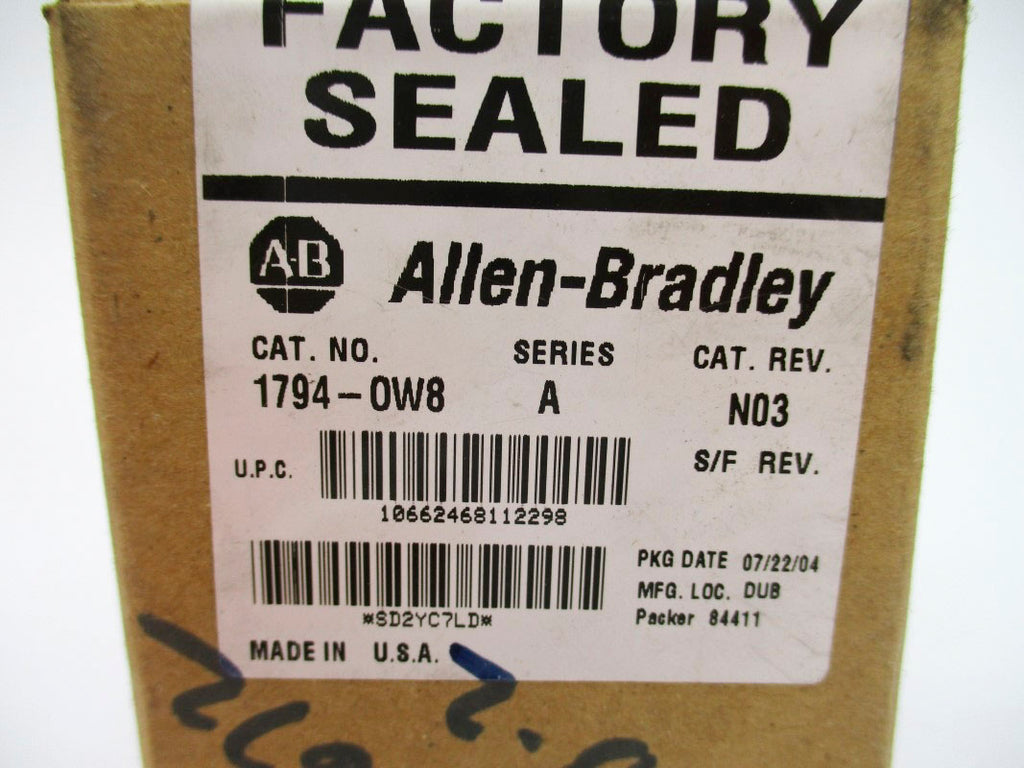 FACTORY
SEALED
A-B Allen-Bradley
CAT. NO. SERIES CAT. REV.
1794-OW8 A N03
S/F REV.
U.P.C.
10662468112298
PKG DATE 07/22/04
MFG. LOC. DUB
*SD2YC7LD*
Packer 84411
MADE IN U.S.A.